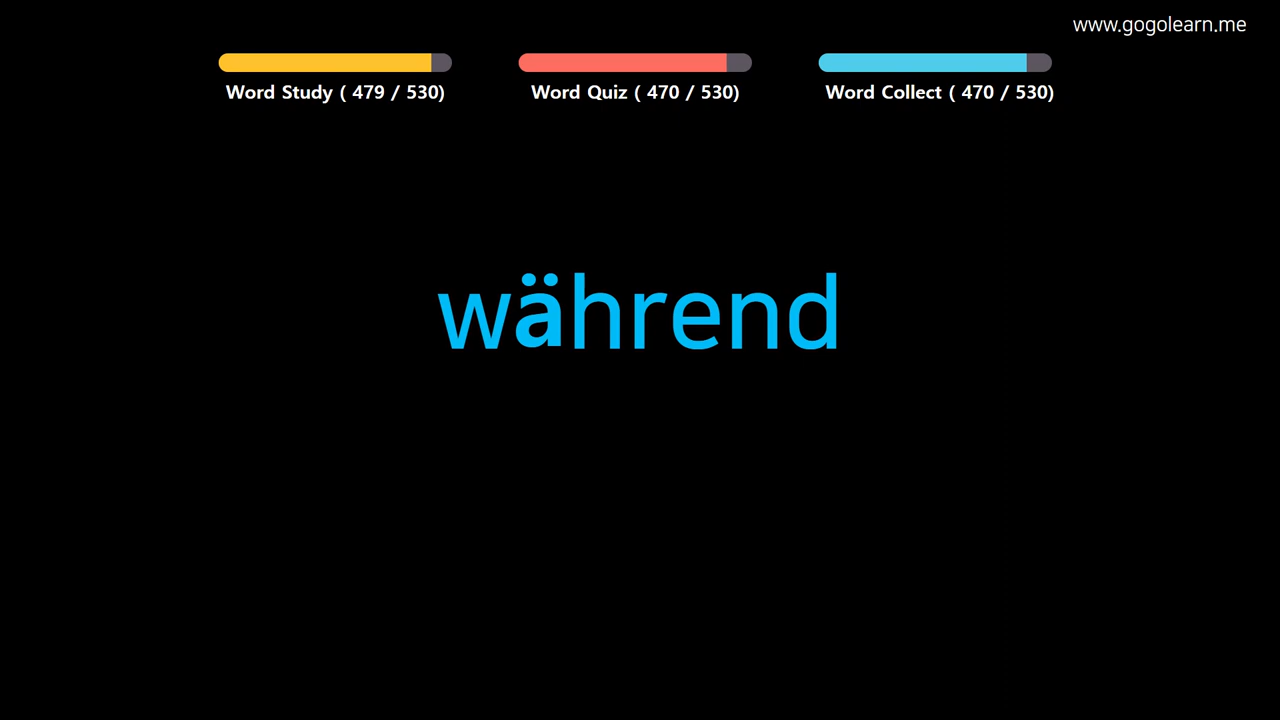 www.gogolearn.me
Word Study ( 479 / 530)
Word Quiz ( 470 / 530)
Word Collect ( 470 / 530)
während